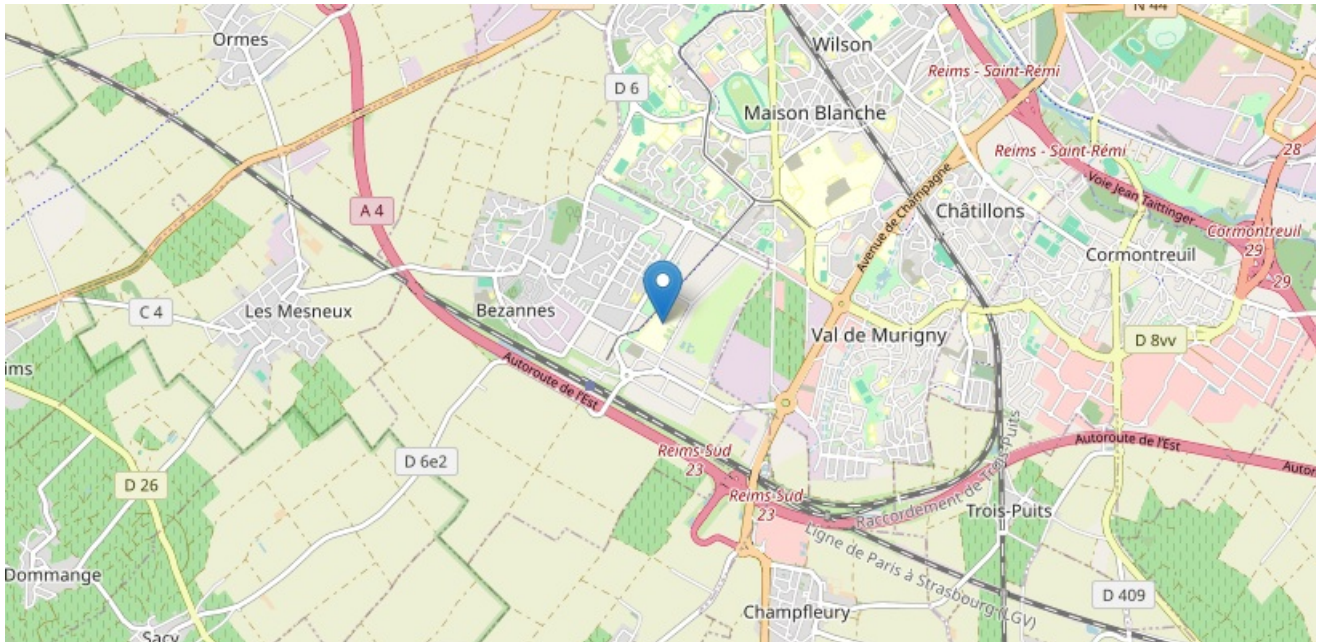 N 44
Ormes
Wilson
Reims - Saint-Rémi
D 6
Maison Blanche
Reims - Saint-Rémi
28
Voie Jean Taittinger
A 4
Avenue de Champagne
Châtillons
Cormontreuil
29
Cormontreuil
29
C 4
Les Mesneux
Bezannes
Val de Murigny
D 8vv
ims
Autoroute de l'Est
Reims-Sud
23
Autoroute de l'Est
Autor
D 6e2
D 26
Reims-Sud
23
Raccordement de Trois-Puits
Trois-Puits
Ligne de Paris à Strasbourg (LGV)
Dommange
D 409
Champfleury
Sacy